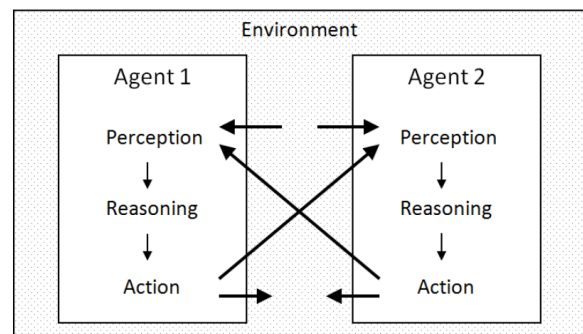 Environment
Agent 1
Perception
Reasoning
Action
Agent 2
Perception
Reasoning
Action